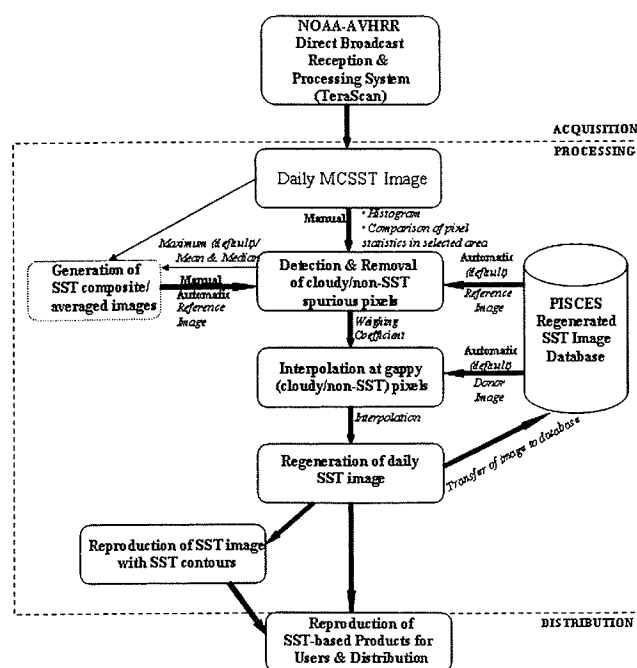 NOAA-AVHRR
Direct Broadcast
Reception &
Processing System
(TeraScan)
ACQUISITION
PROCESSING
Daily MCSST Image
Manual
• Histogram
• Comparison of pixel
statistics in selected area
Maximum (default)/
Mean & Median
Generation of
SST composite/
averaged images
Manual
Automatic
Reference
Image
Detection & Removal
of cloudy/non-SST
spurious pixels
Automatic
(default)
Reference
Image
PISCES
Regenerated
SST Image
Database
Weighing
Coefficient
Interpolation at gappy
(cloudy/non-SST) pixels
Automatic
(default)
Donor
Image
Interpolation
Regeneration of daily
SST image
Transfer of image to database
Reproduction of SST image
with SST contours
DISTRIBUTION
Reproduction of
SST-based Products for
Users & Distribution